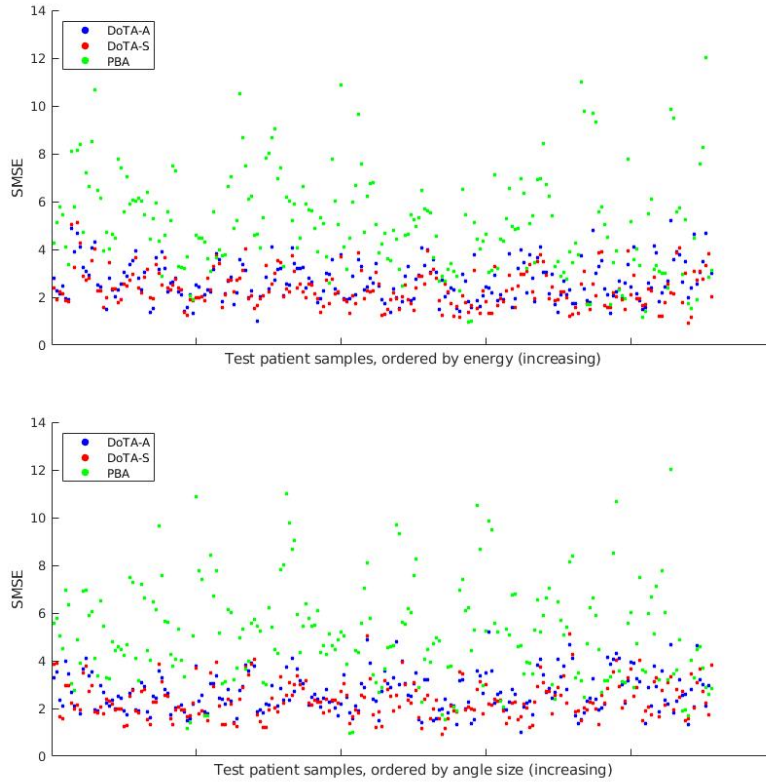 14
12
10
8
6
4
2
0
SMSE
DoTA-A
DoTA-S
PBA
Test patient samples, ordered by energy (increasing)
14
12
10
8
6
4
2
0
SMSE
DoTA-A
DoTA-S
PBA
Test patient samples, ordered by angle size (increasing)